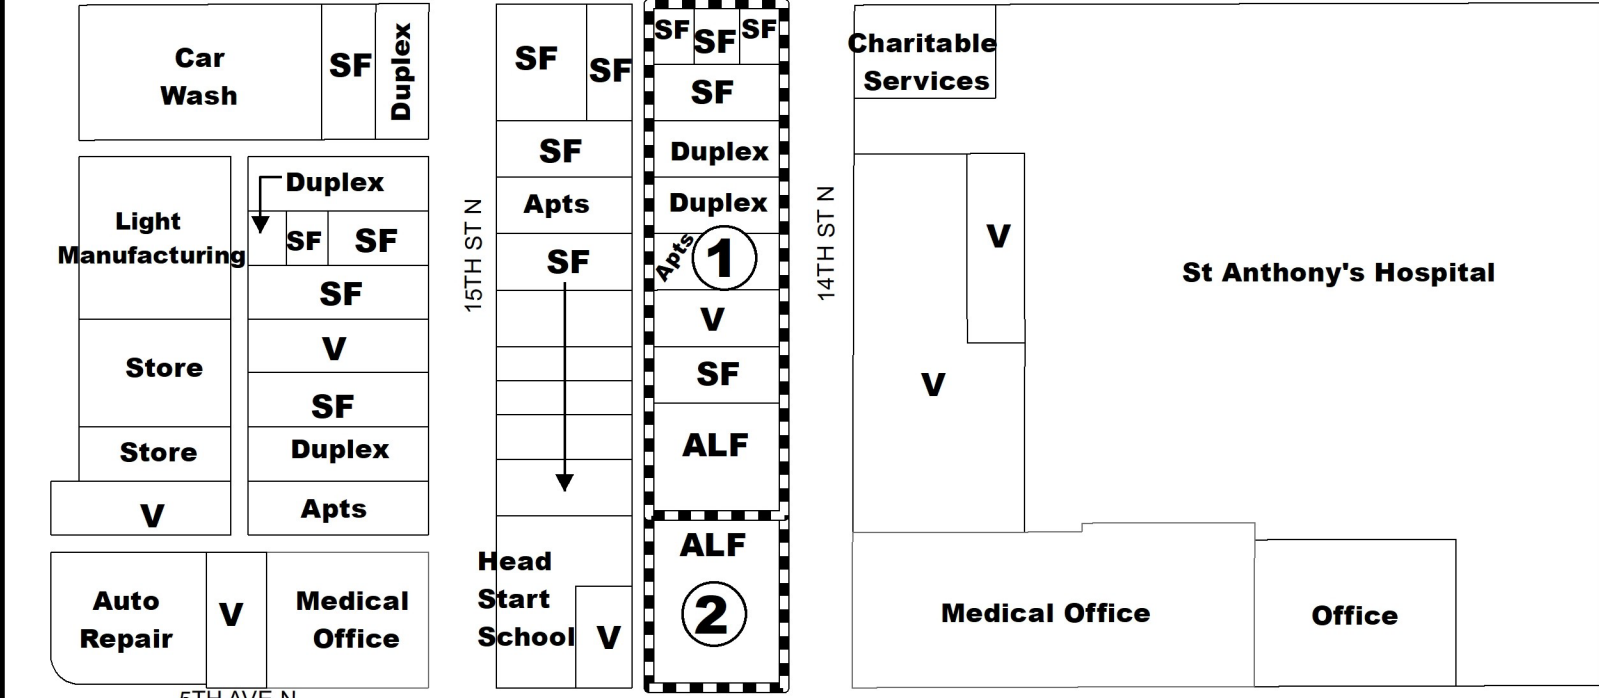 Car
Wash
SF
Duplex
SF
SF
SF
SF
SF
SF
Duplex
Duplex
Apts
1
V
SF
ALF
ALF
2
Charitable
Services
Light
Manufacturing
Duplex
SF
SF
SF
V
SF
Duplex
Apts
Store
Store
V
Auto
Repair
V
Medical
Office
5TH AVE N
15TH ST N
SF
Apts
SF
Head
Start
School
V
14TH ST N
V
V
St Anthony's Hospital
Medical Office
Office